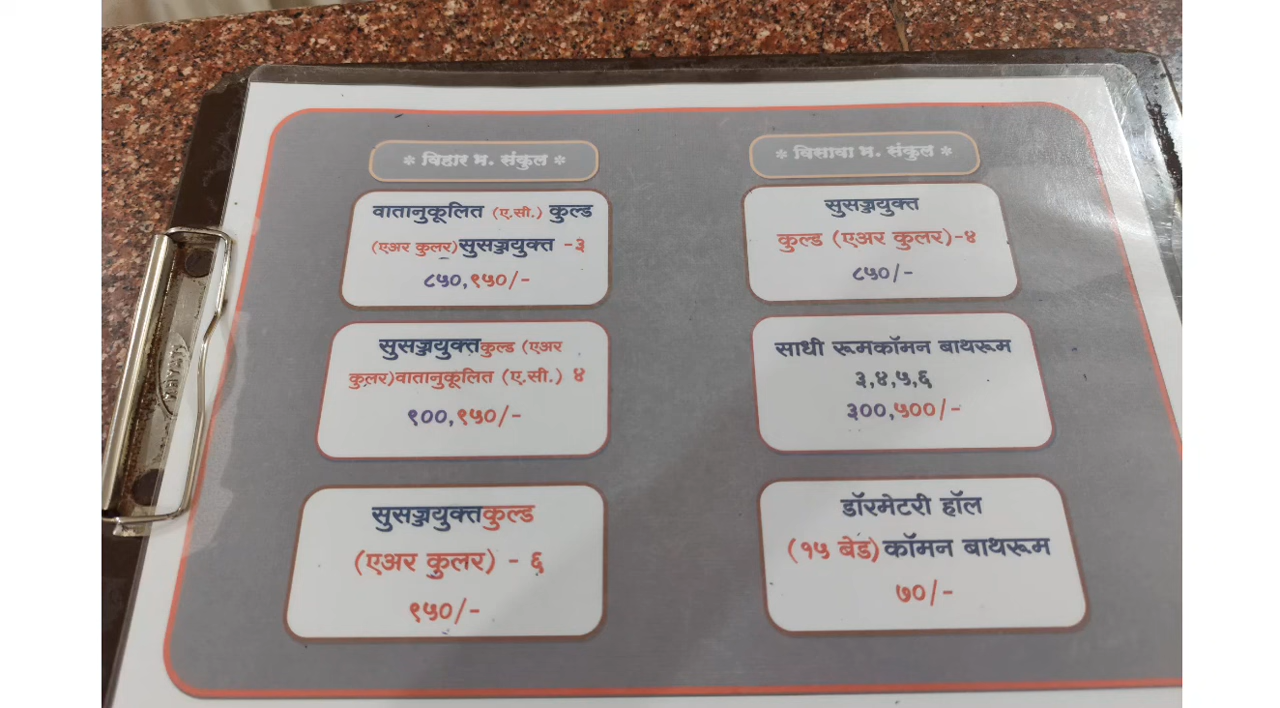 * विहार भ. संकुल *
वातानुकूलित (ए.सी.) कुल्ड
(एअर कुलर)सुसज्जयुक्त -३
८५०,९५०/-
सुसज्जयुक्तकुल्ड (एअर
कुलर)वातानुकूलित (ए.सी.) ४
९००,९५०/-
सुसज्जयुक्तकुल्ड
(एअर कुलर) - ६
९५०/-
* विसावा भ. संकुल *
सुसज्जयुक्त
कुल्ड (एअर कुलर)-४
८५०/-
साधी रूमकॉमन बाथरूम
३,४,५,६
३००,५००/-
डॉरमेटरी हॉल
(१५ बेड)कॉमन बाथरूम
७०/-